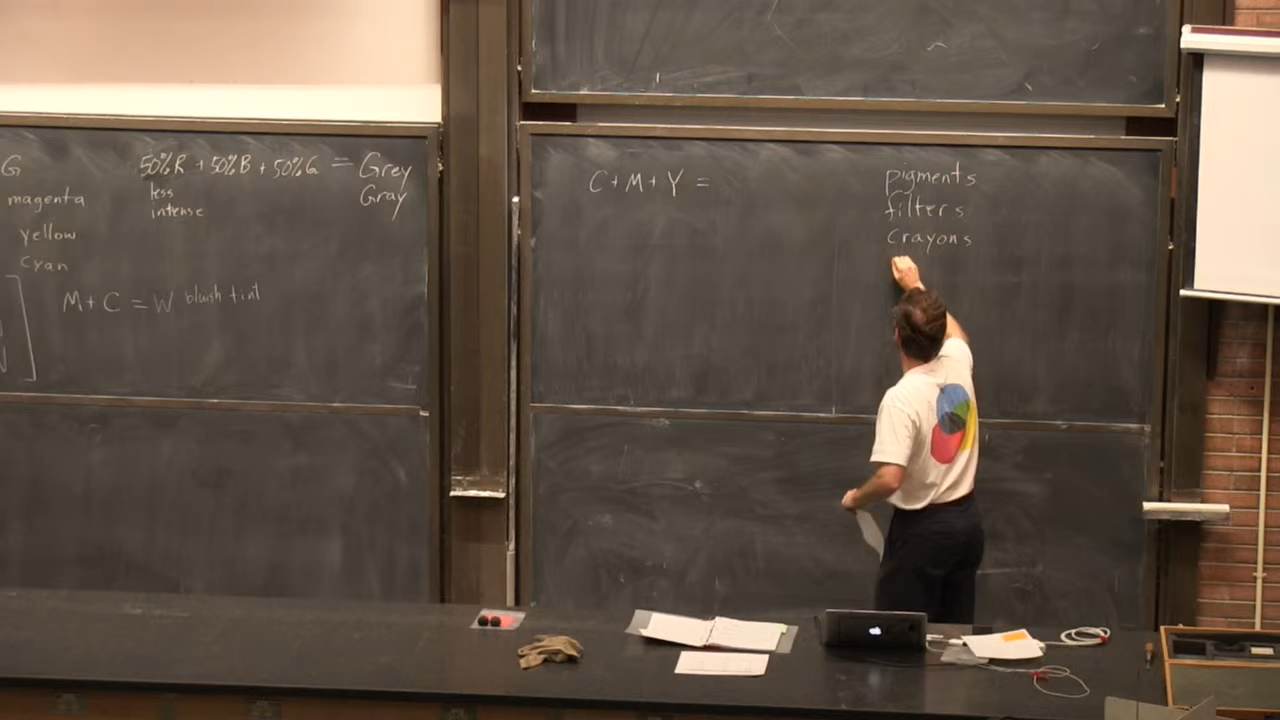 G
50%R + 50%B + 50%G = Grey
less
intense
Gray
magenta
yellow
cyan
M + C = W bluish tint
C + M + Y =
pigments
filters
crayons